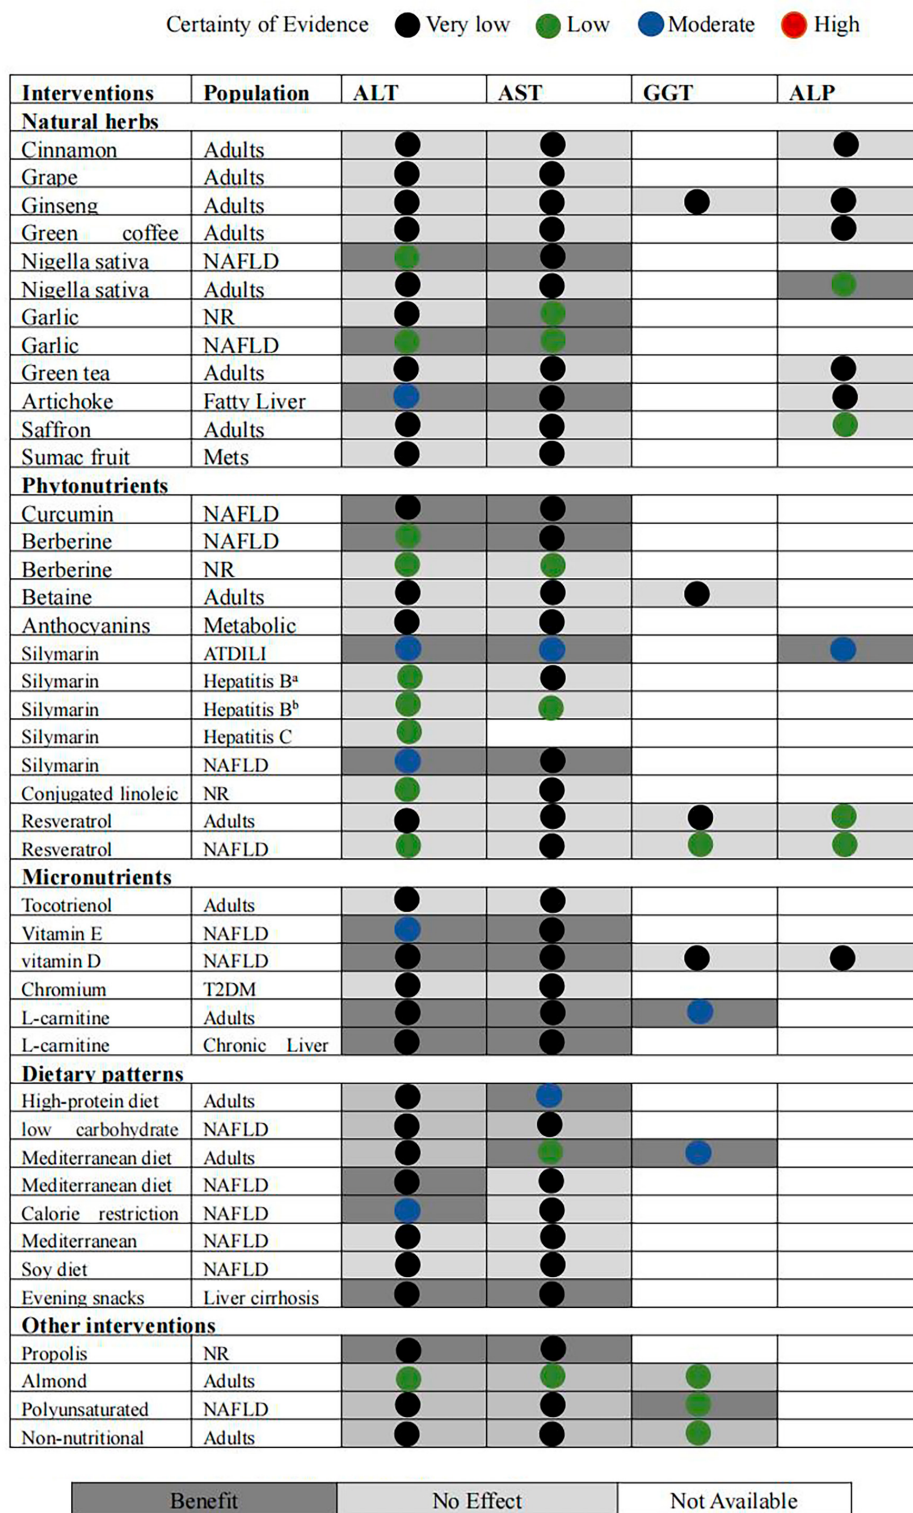 Certainty of Evidence Very low Low Moderate High
Interventions Population ALT AST GGT ALP
Natural herbs
Cinnamon Adults
Grape Adults
Ginseng Adults
Green coffee Adults
Nigella sativa NAFLD
Nigella sativa Adults
Garlic NR
Garlic NAFLD
Green tea Adults
Artichoke Fatty Liver
Saffron Adults
Sumac fruit Mets
Phytonutrients
Curcumin NAFLD
Berberine NAFLD
Berberine NR
Betaine Adults
Anthocyanins Metabolic
Silymarin ATDILI
Silymarin Hepatitis Bᵃ
Silymarin Hepatitis Bᵇ
Silymarin Hepatitis C
Silymarin NAFLD
Conjugated linoleic NR
Resveratrol Adults
Resveratrol NAFLD
Micronutrients
Tocotrienol Adults
Vitamin E NAFLD
vitamin D NAFLD
Chromium T2DM
L-carnitine Adults
L-carnitine Chronic Liver
Dietary patterns
High-protein diet Adults
low carbohydrate NAFLD
Mediterranean diet Adults
Mediterranean diet NAFLD
Calorie restriction NAFLD
Mediterranean NAFLD
Soy diet NAFLD
Evening snacks Liver cirrhosis
Other interventions
Propolis NR
Almond Adults
Polyunsaturated NAFLD
Non-nutritional Adults
Benefit No Effect Not Available